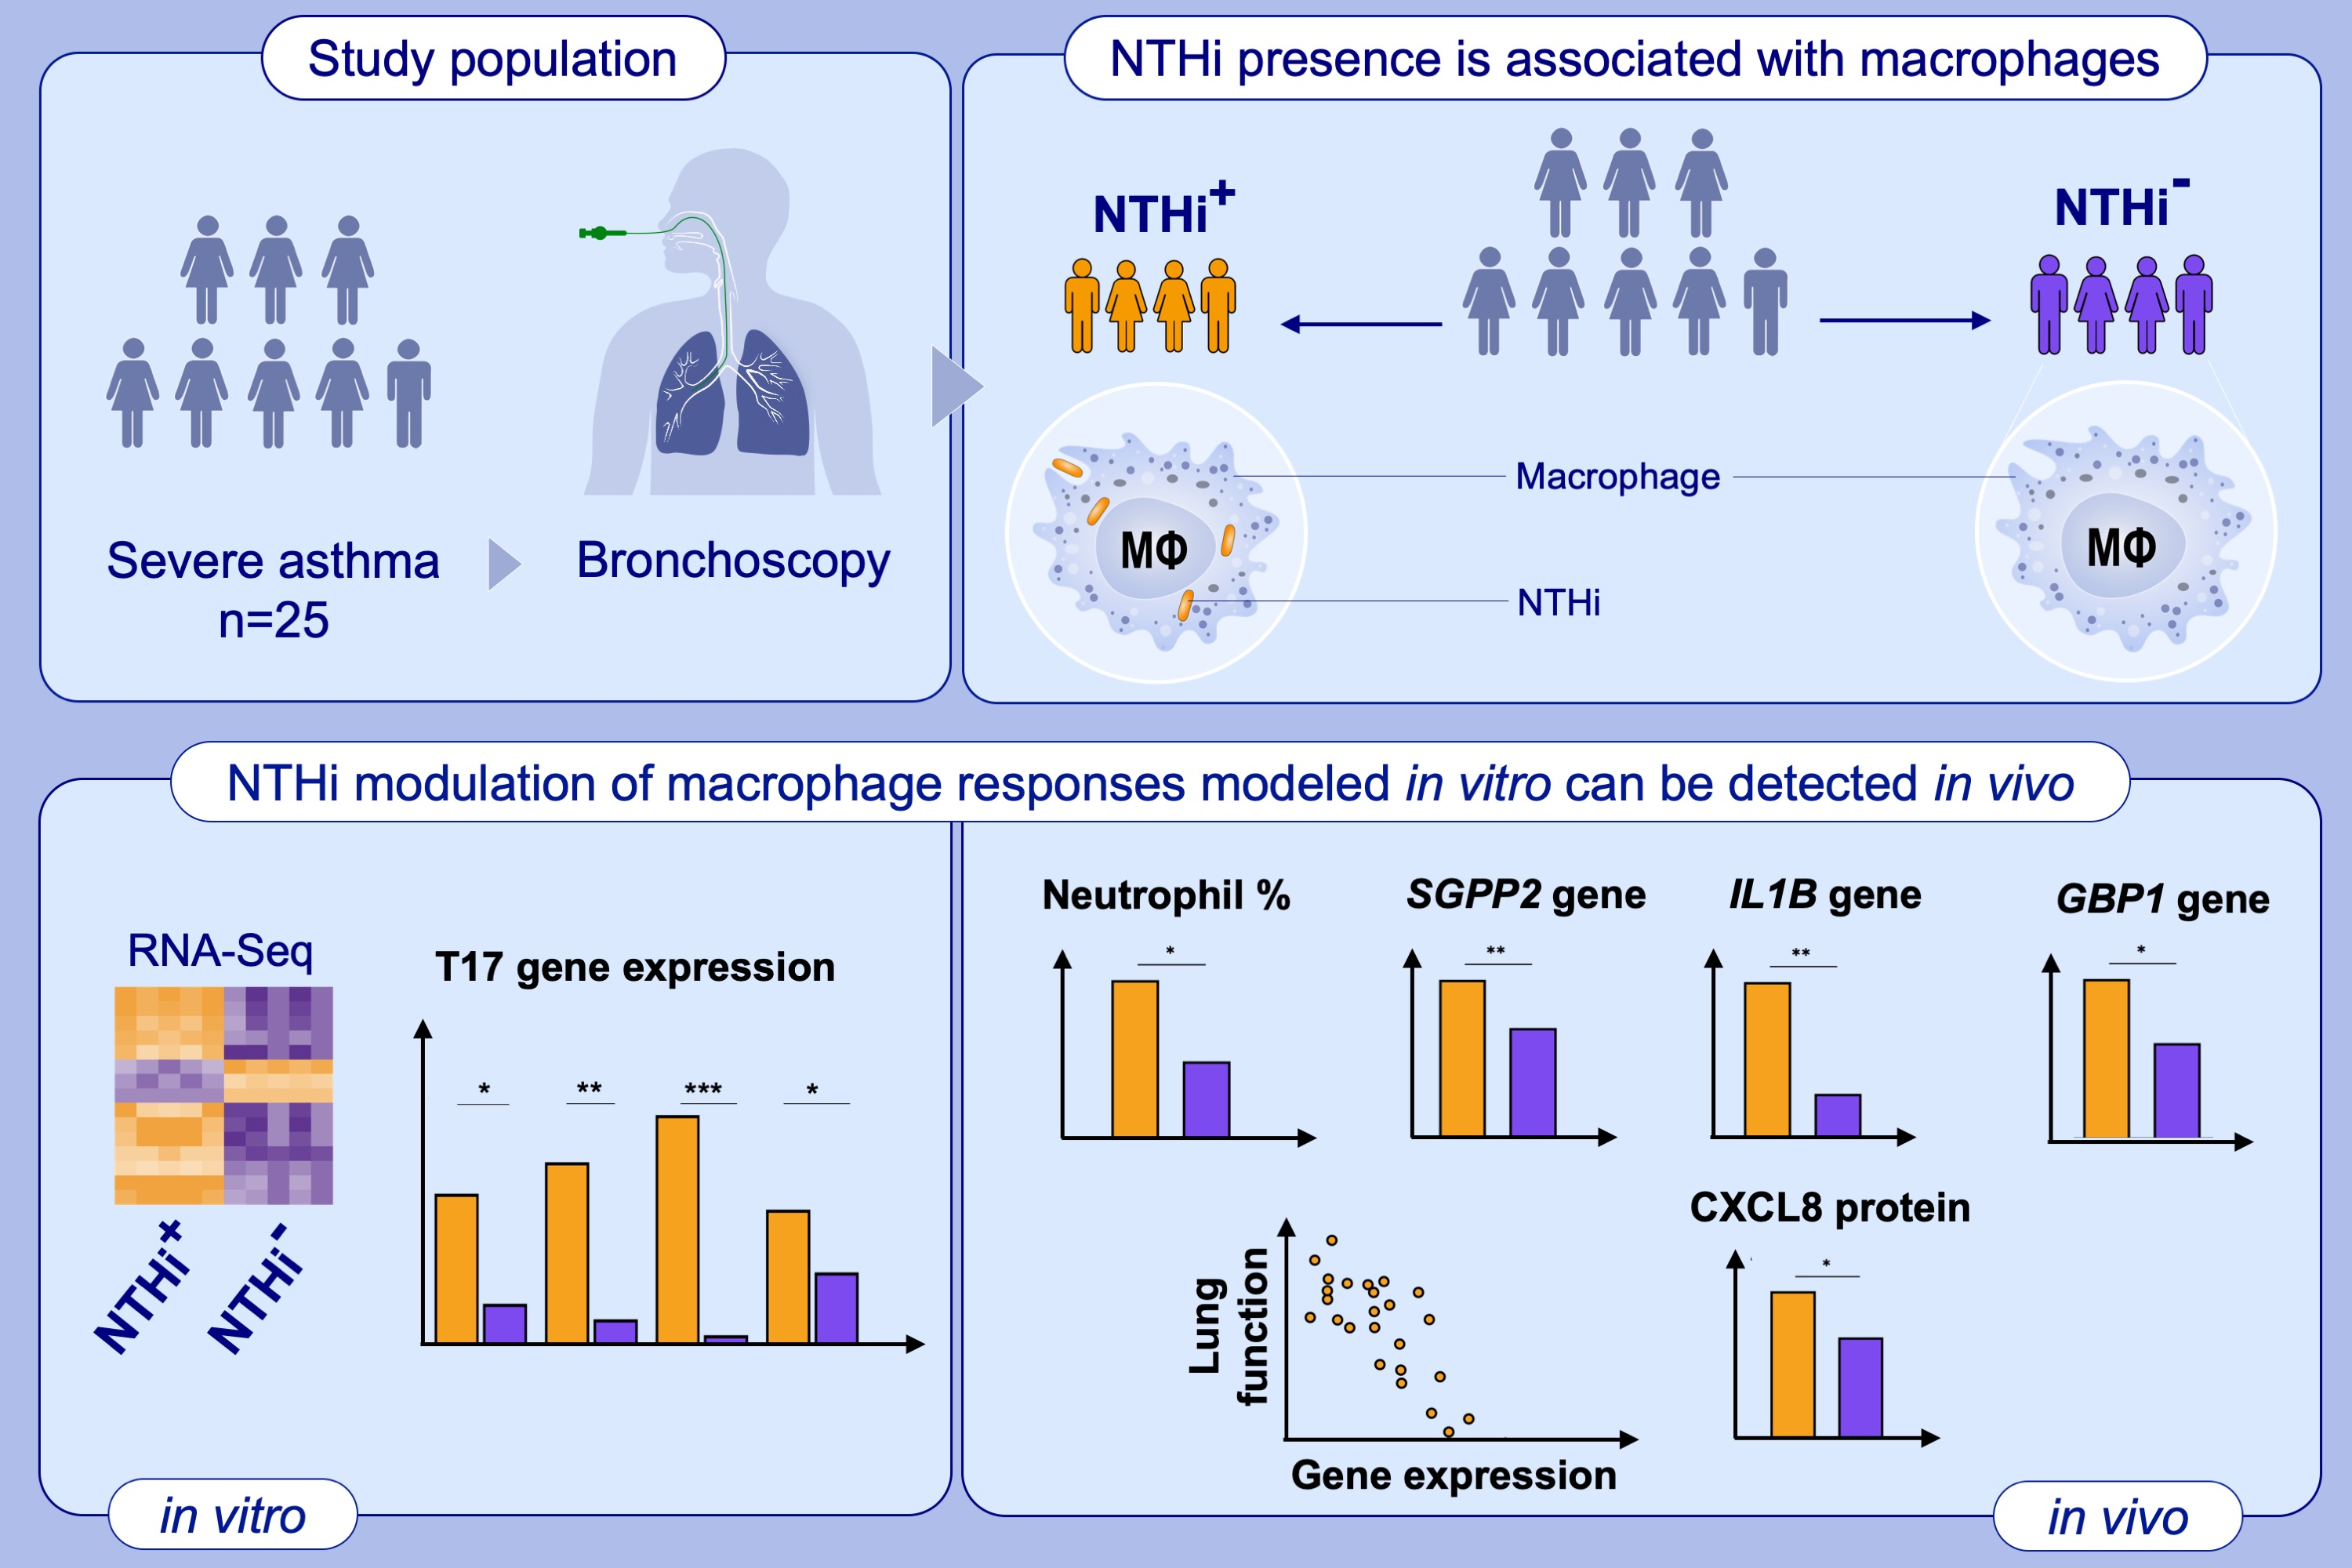 Study population
Severe asthma
n=25
Bronchoscopy
NTHi presence is associated with macrophages
NTHi+
NTHi-
Macrophage
NTHi
MΦ
MΦ
NTHi modulation of macrophage responses modeled in vitro can be detected in vivo
RNA-Seq
NTHi+
NTHi-
T17 gene expression
*
**
***
*
in vitro
Neutrophil %
*
SGPP2 gene
**
IL1B gene
**
GBP1 gene
*
Lung
function
Gene expression
CXCL8 protein
*
in vivo